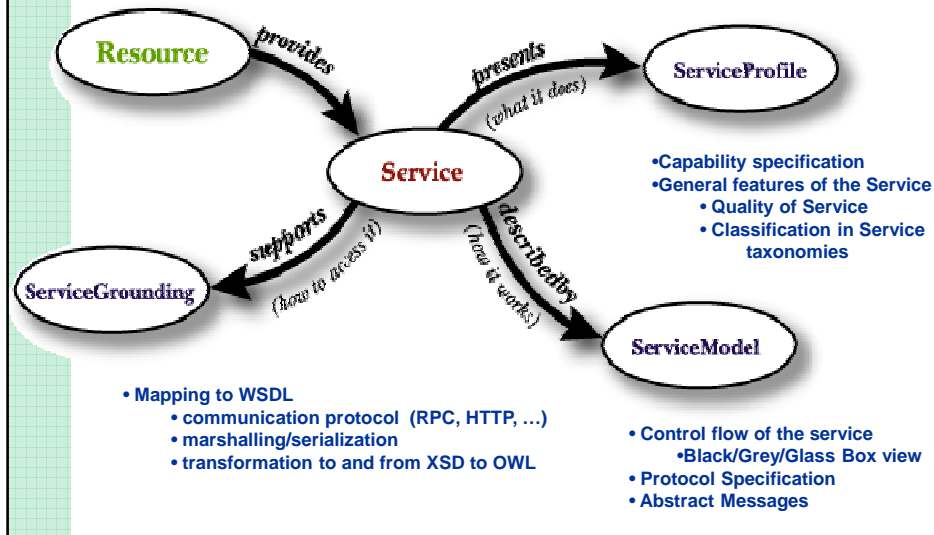 Resource
provides
presents
(what it does)
ServiceProfile
Service
•Capability specification
•General features of the Service
• Quality of Service
• Classification in Service
taxonomies
supports
(how to access it)
describedby
(how it works)
ServiceGrounding
ServiceModel
• Mapping to WSDL
• communication protocol (RPC, HTTP, …)
• marshalling/serialization
• transformation to and from XSD to OWL
• Control flow of the service
•Black/Grey/Glass Box view
• Protocol Specification
• Abstract Messages